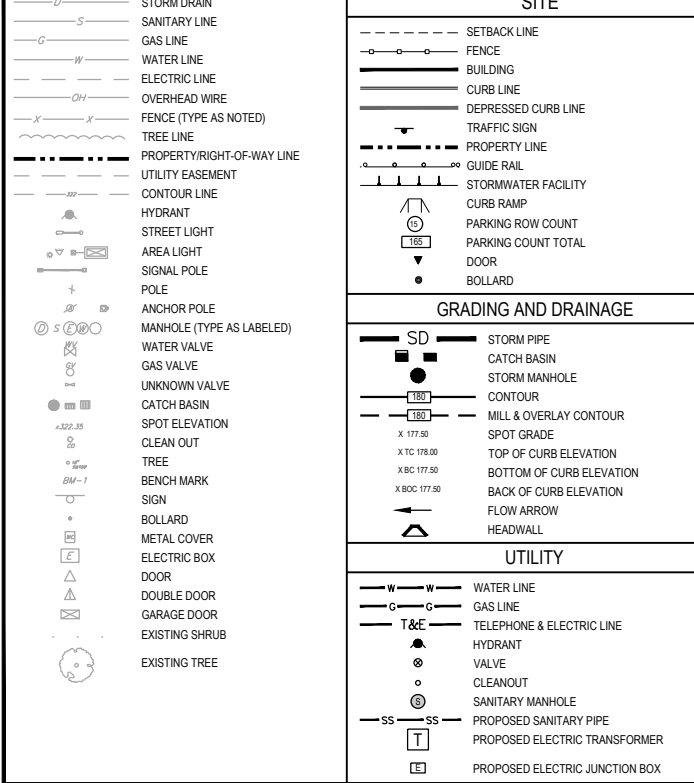 D STORM DRAIN
S SANITARY LINE
G GAS LINE
W WATER LINE
ELECTRIC LINE
OH OVERHEAD WIRE
X X FENCE (TYPE AS NOTED)
TREE LINE
PROPERTY/RIGHT-OF-WAY LINE
UTILITY EASEMENT
322 CONTOUR LINE
HYDRANT
STREET LIGHT
AREA LIGHT
SIGNAL POLE
POLE
ANCHOR POLE
D S E W MANHOLE (TYPE AS LABELED)
WV WATER VALVE
GV GAS VALVE
UNKNOWN VALVE
CATCH BASIN
x322.35 SPOT ELEVATION
CO CLEAN OUT
TREE
BM-1 BENCH MARK
SIGN
BOLLARD
MC METAL COVER
E ELECTRIC BOX
DOOR
DOUBLE DOOR
GARAGE DOOR
EXISTING SHRUB
EXISTING TREE
SITE
SETBACK LINE
FENCE
BUILDING
CURB LINE
DEPRESSED CURB LINE
TRAFFIC SIGN
PROPERTY LINE
GUIDE RAIL
STORMWATER FACILITY
CURB RAMP
15 PARKING ROW COUNT
165 PARKING COUNT TOTAL
DOOR
BOLLARD
GRADING AND DRAINAGE
SD STORM PIPE
CATCH BASIN
STORM MANHOLE
180 CONTOUR
180 MILL & OVERLAY CONTOUR
X 177.50 SPOT GRADE
X TC 178.00 TOP OF CURB ELEVATION
X BC 177.50 BOTTOM OF CURB ELEVATION
X BOC 177.50 BACK OF CURB ELEVATION
FLOW ARROW
HEADWALL
UTILITY
W W WATER LINE
G G GAS LINE
T&E TELEPHONE & ELECTRIC LINE
HYDRANT
VALVE
CLEANOUT
S SANITARY MANHOLE
SS SS PROPOSED SANITARY PIPE
T PROPOSED ELECTRIC TRANSFORMER
E PROPOSED ELECTRIC JUNCTION BOX